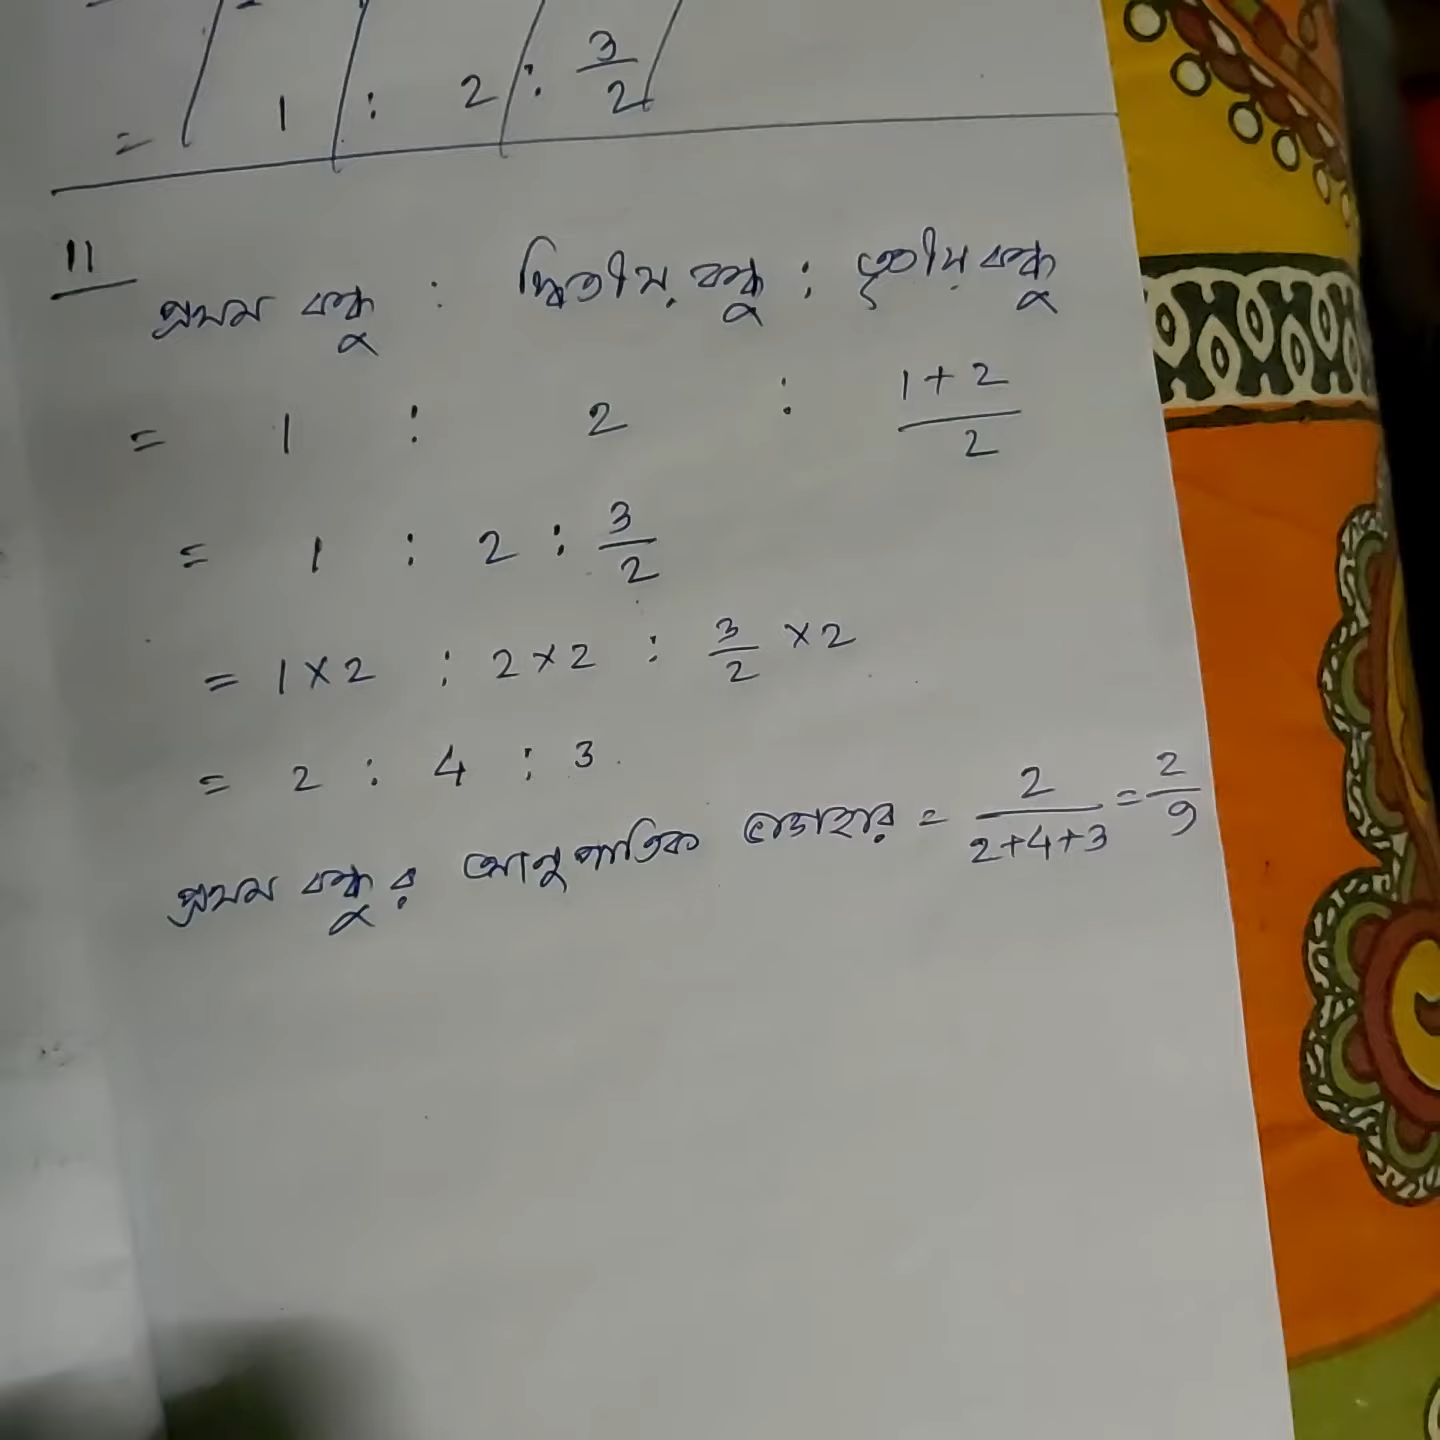 = 1 : 2 : 3/2
11
প্রথম বন্ধু : দ্বিতীয় বন্ধু : তৃতীয় বন্ধু
= 1 : 2 : 1+2/2
= 1 : 2 : 3/2
= 1×2 : 2×2 : 3/2 ×2
= 2 : 4 : 3
প্রথম বন্ধুর আনুপাতিক ভাগহার = 2/2+4+3 = 2/9